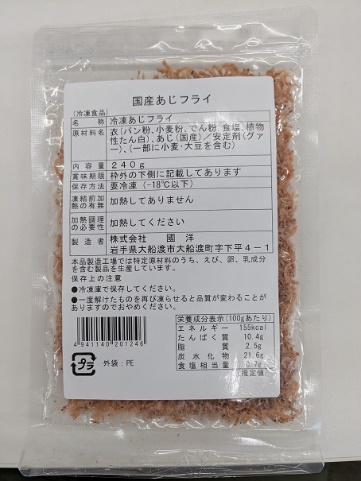 国産あじフライ
(冷凍食品)
名称 冷凍あじフライ
原材料名 衣(パン粉、小麦粉、でん粉、食塩、植物
性たん白)、あじ(国産)/安定剤(グァ
ー)、(一部に小麦・大豆を含む)
内容量 240g
賞味期限 枠外の下側に記載してあります
保存方法 要冷凍(-18℃以下)
凍結前加熱の有無 加熱してありません
加熱調理の必要性 加熱してください
製造者 株式会社 國洋
岩手県大船渡市大船渡町字下平4-1
本品製造工場では特定原材料のうち、えび、卵、乳成分
を含む製品を生産しています。
保存上の注意
●冷凍庫で保存してください。
●一度解けたものを再び凍らせると品質が変わることが
ありますのでおやめください。
栄養成分表示(100gあたり)
エネルギー 155kcal
たんぱく質 10.4g
脂質 2.5g
炭水化物 21.6g
食塩相当量 0.7g
(推定値)
4941140201246
プラ
外袋:PE